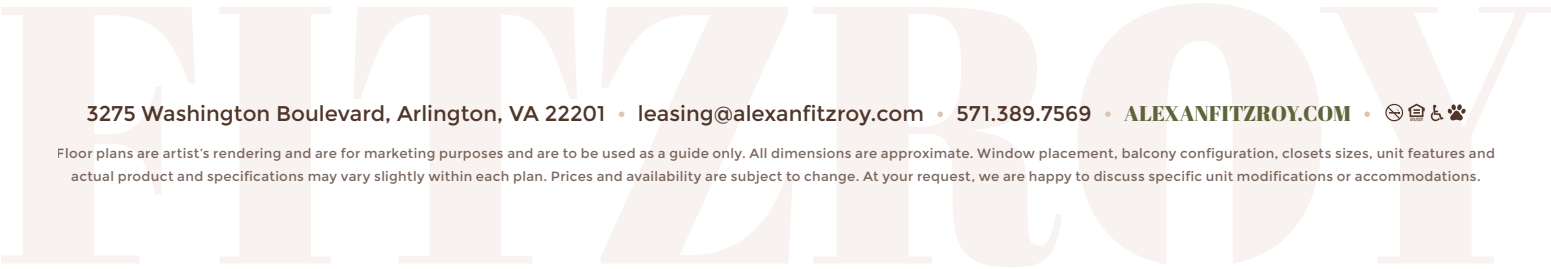 FITZROY
3275 Washington Boulevard, Arlington, VA 22201 • leasing@alexanfitzroy.com • 571.389.7569 • ALEXANFITZROY.COM •
Floor plans are artist’s rendering and are for marketing purposes and are to be used as a guide only. All dimensions are approximate. Window placement, balcony configuration, closets sizes, unit features and
actual product and specifications may vary slightly within each plan. Prices and availability are subject to change. At your request, we are happy to discuss specific unit modifications or accommodations.